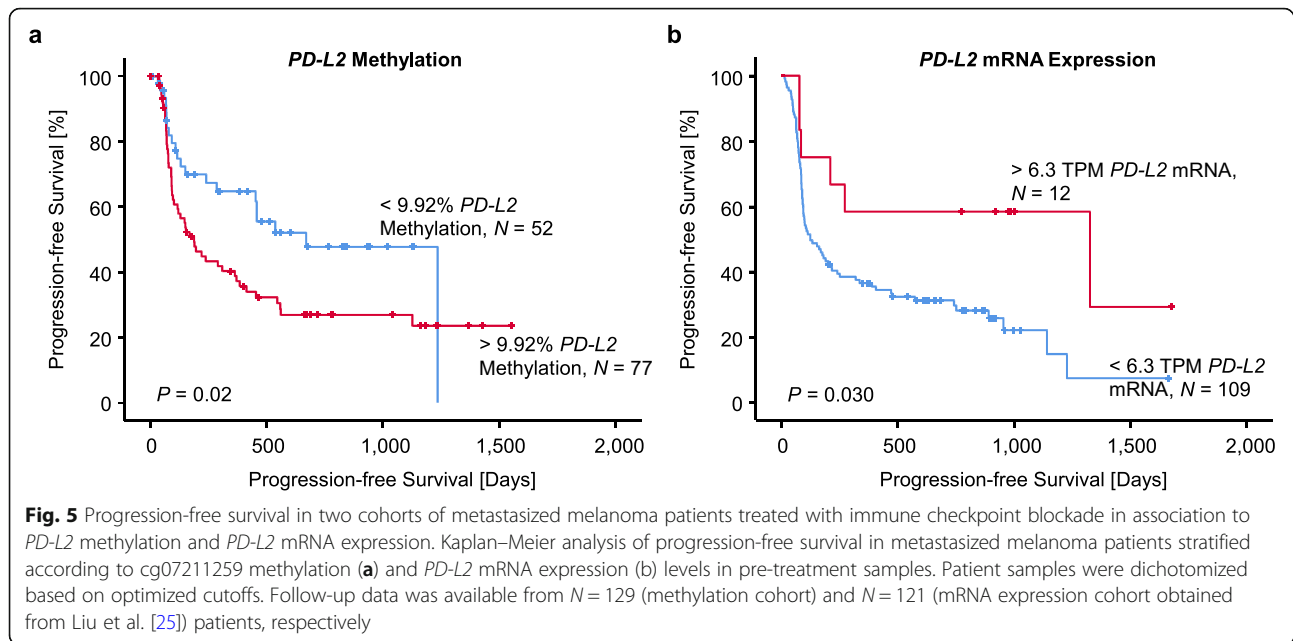 a
PD-L2 Methylation
Progression-free Survival [%]
100
80
60
40
20
0
< 9.92% PD-L2
Methylation, N = 52
> 9.92% PD-L2
Methylation, N = 77
P = 0.02
0 500 1,000 1,500 2,000
Progression-free Survival [Days]
b
PD-L2 mRNA Expression
Progression-free Survival [%]
100
80
60
40
20
0
> 6.3 TPM PD-L2 mRNA,
N = 12
< 6.3 TPM PD-L2
mRNA, N = 109
P = 0.030
0 500 1,000 1,500 2,000
Progression-free Survival [Days]
Fig. 5 Progression-free survival in two cohorts of metastasized melanoma patients treated with immune checkpoint blockade in association to
PD-L2 methylation and PD-L2 mRNA expression. Kaplan–Meier analysis of progression-free survival in metastasized melanoma patients stratified
according to cg07211259 methylation (a) and PD-L2 mRNA expression (b) levels in pre-treatment samples. Patient samples were dichotomized
based on optimized cutoffs. Follow-up data was available from N = 129 (methylation cohort) and N = 121 (mRNA expression cohort obtained
from Liu et al. [25]) patients, respectively